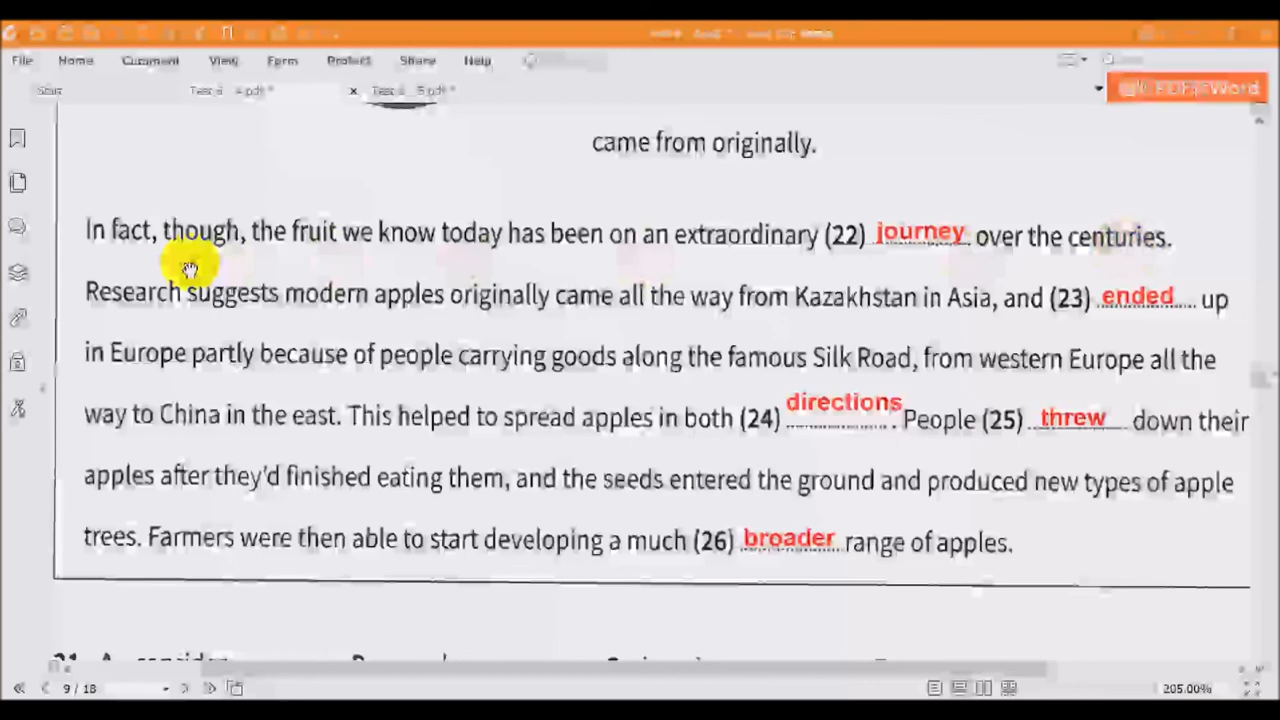 File Home Comment View Form Protect Share Help
Start Test 4
came from originally.
In fact, though, the fruit we know today has been on an extraordinary (22) journey over the centuries.
Research suggests modern apples originally came all the way from Kazakhstan in Asia, and (23) ended up
in Europe partly because of people carrying goods along the famous Silk Road, from western Europe all the
way to China in the east. This helped to spread apples in both (24) directions. People (25) threw down their
apples after they'd finished eating them, and the seeds entered the ground and produced new types of apple
trees. Farmers were then able to start developing a much (26) broader range of apples.
9 / 18 205.00%